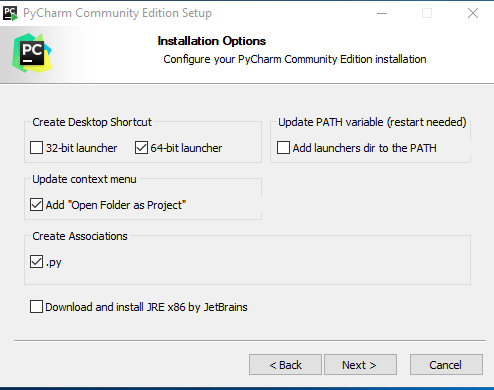 PyCharm Community Edition Setup
PC
Installation Options
Configure your PyCharm Community Edition installation
Create Desktop Shortcut
32-bit launcher
64-bit launcher
Update PATH variable (restart needed)
Add launchers dir to the PATH
Update context menu
Add "Open Folder as Project"
Create Associations
.py
Download and install JRE x86 by JetBrains
< Back
Next >
Cancel